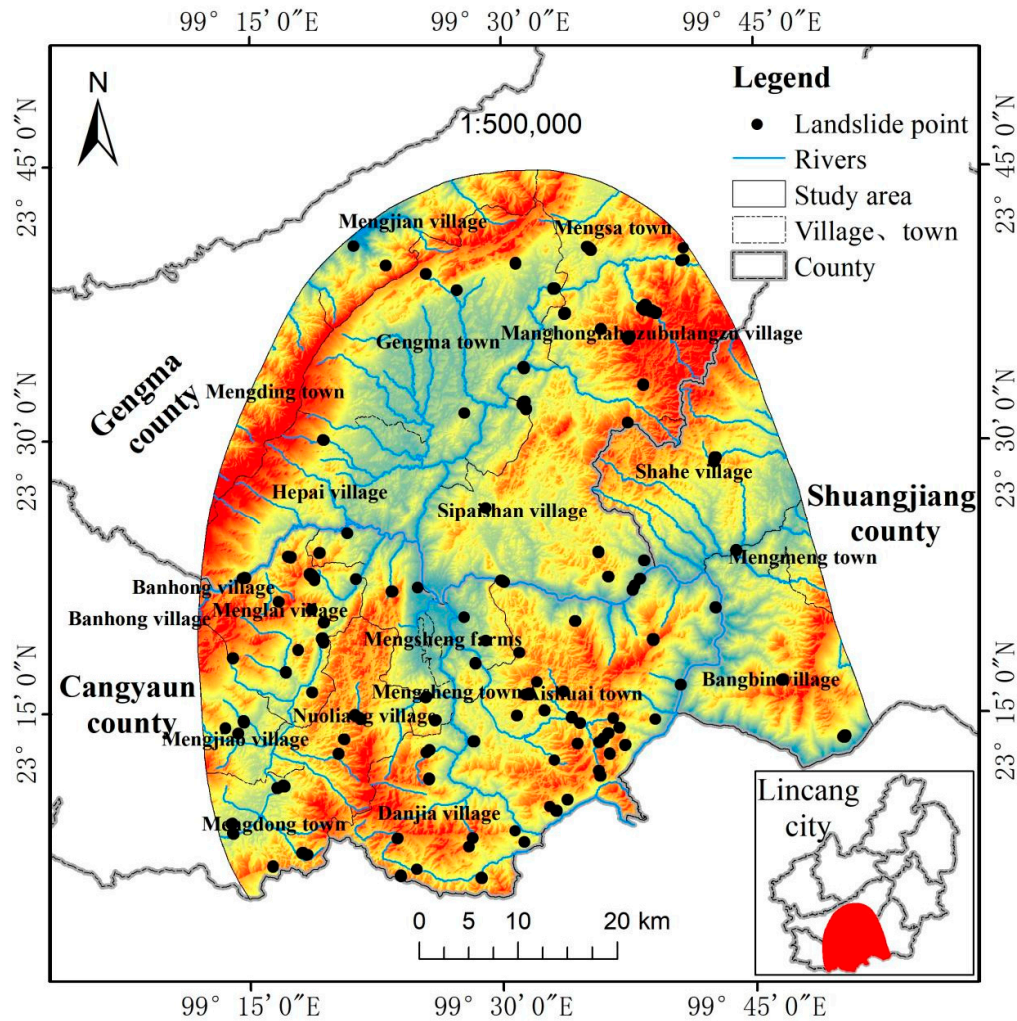 99° 15′ 0″E
99° 30′ 0″E
99° 45′ 0″E
N
1:500,000
Legend
Landslide point
Rivers
Study area
Village、town
County
23° 45′ 0″N
23° 45′ 0″N
Mengjian village
Mengsa town
Gengma town
Manghonglahuzubulangzu village
Mengding town
Gengma
county
23° 30′ 0″N
23° 30′ 0″N
Shahe village
Hepai village
Sipaishan village
Shuangjiang
county
Mengmeng town
Banhong village
Menglai village
Banhong village
Mengsheng farms
Cangyaun
county
Mengsheng town
Aishuai town
Bangbing village
23° 15′ 0″N
23° 15′ 0″N
Nuoliang village
Mengjiao village
Danjia village
Mengdong town
Lincang
city
0 5 10 20 km
99° 15′ 0″E
99° 30′ 0″E
99° 45′ 0″E